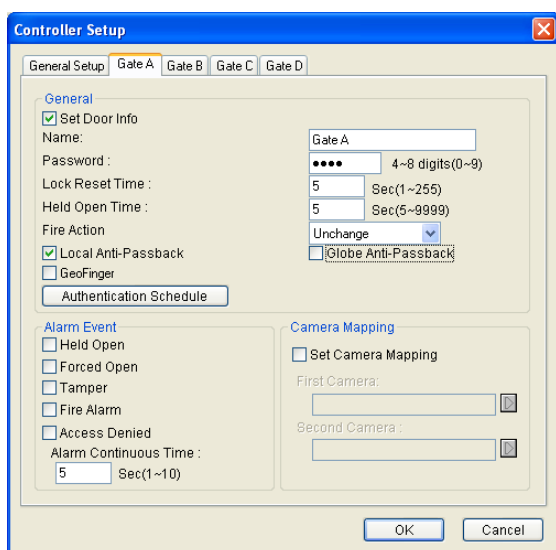 Controller Setup
General Setup Gate A Gate B Gate C Gate D
General
Set Door Info
Name: Gate A
Password : •••• 4~8 digits(0~9)
Lock Reset Time : 5 Sec(1~255)
Held Open Time : 5 Sec(5~9999)
Fire Action Unchange
Local Anti-Passback Globe Anti-Passback
GeoFinger
Authentication Schedule
Alarm Event
Held Open
Forced Open
Tamper
Fire Alarm
Access Denied
Alarm Continuous Time :
5 Sec(1~10)
Camera Mapping
Set Camera Mapping
First Camera:
Second Camera :
OK Cancel